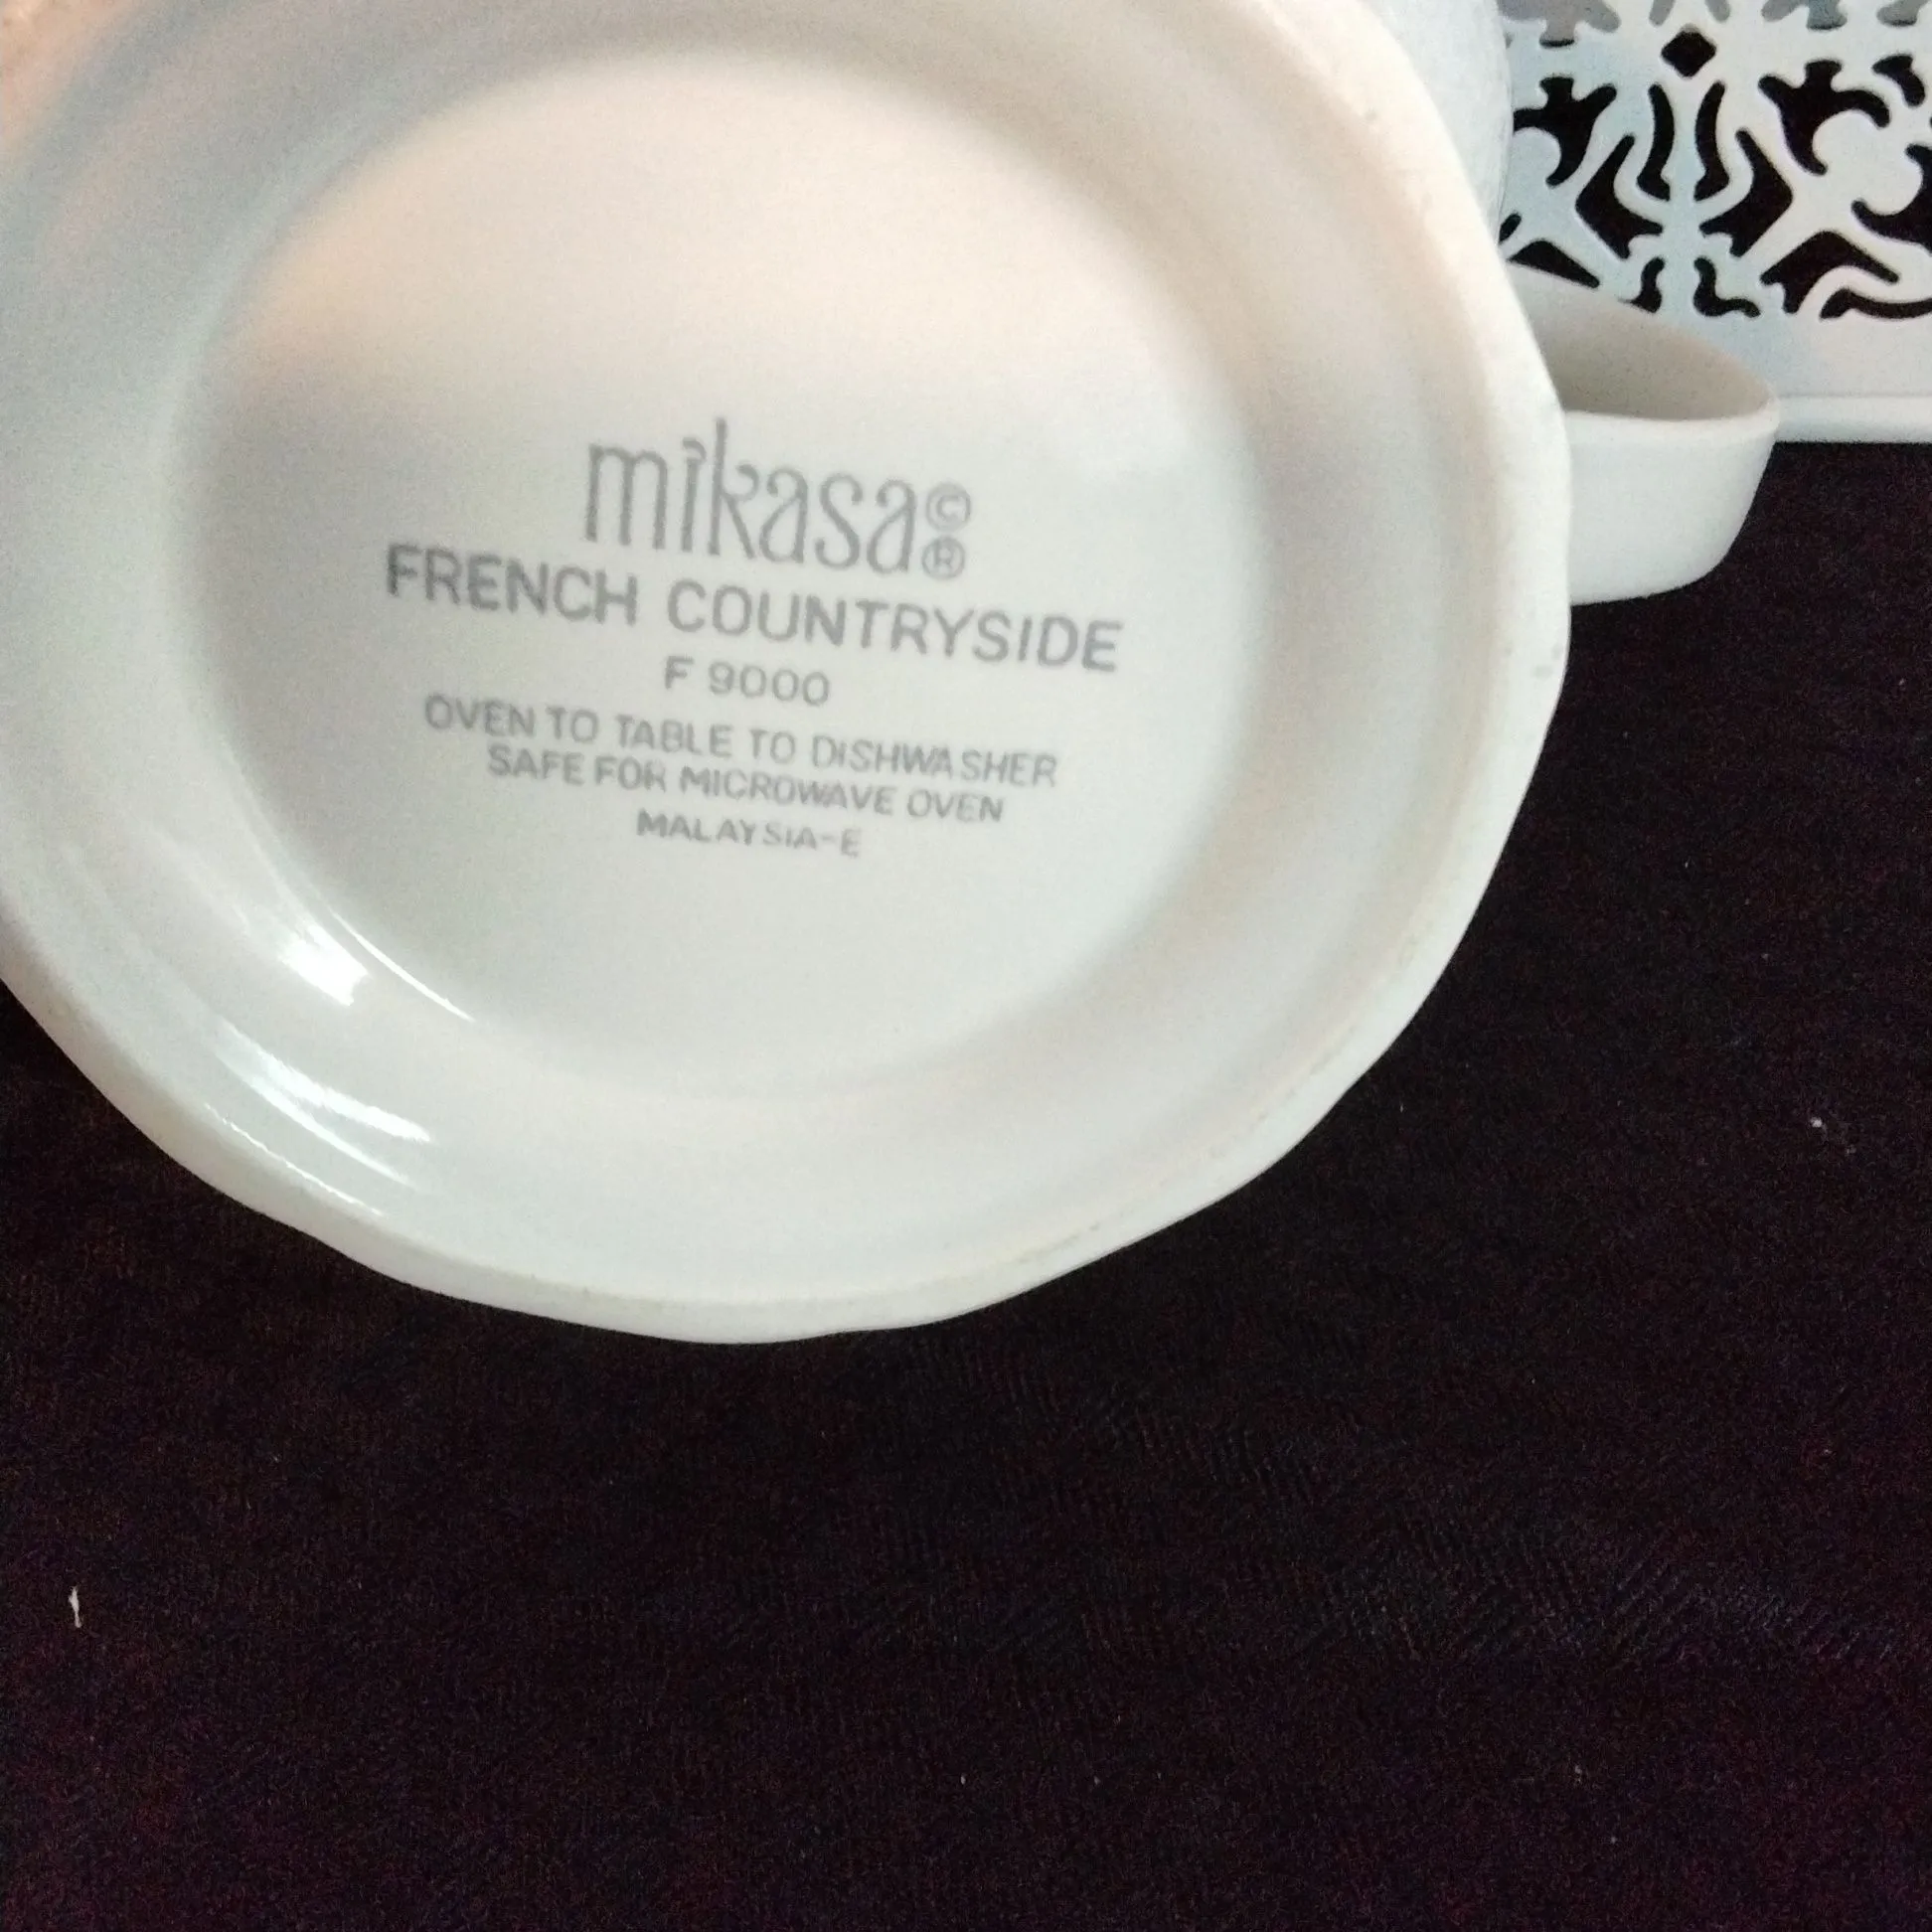 mikasa©®
FRENCH COUNTRYSIDE
F 9000
OVEN TO TABLE TO DISHWASHER
SAFE FOR MICROWAVE OVEN
MALAYSIA-E